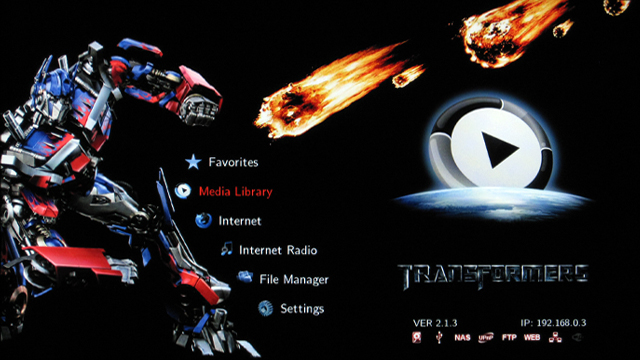 Favorites
Media Library
Internet
Internet Radio
File Manager
Settings
TRANSFORMERS
VER 2.1.3
IP: 192.168.0.3
NAS
UPnP
FTP
WEB